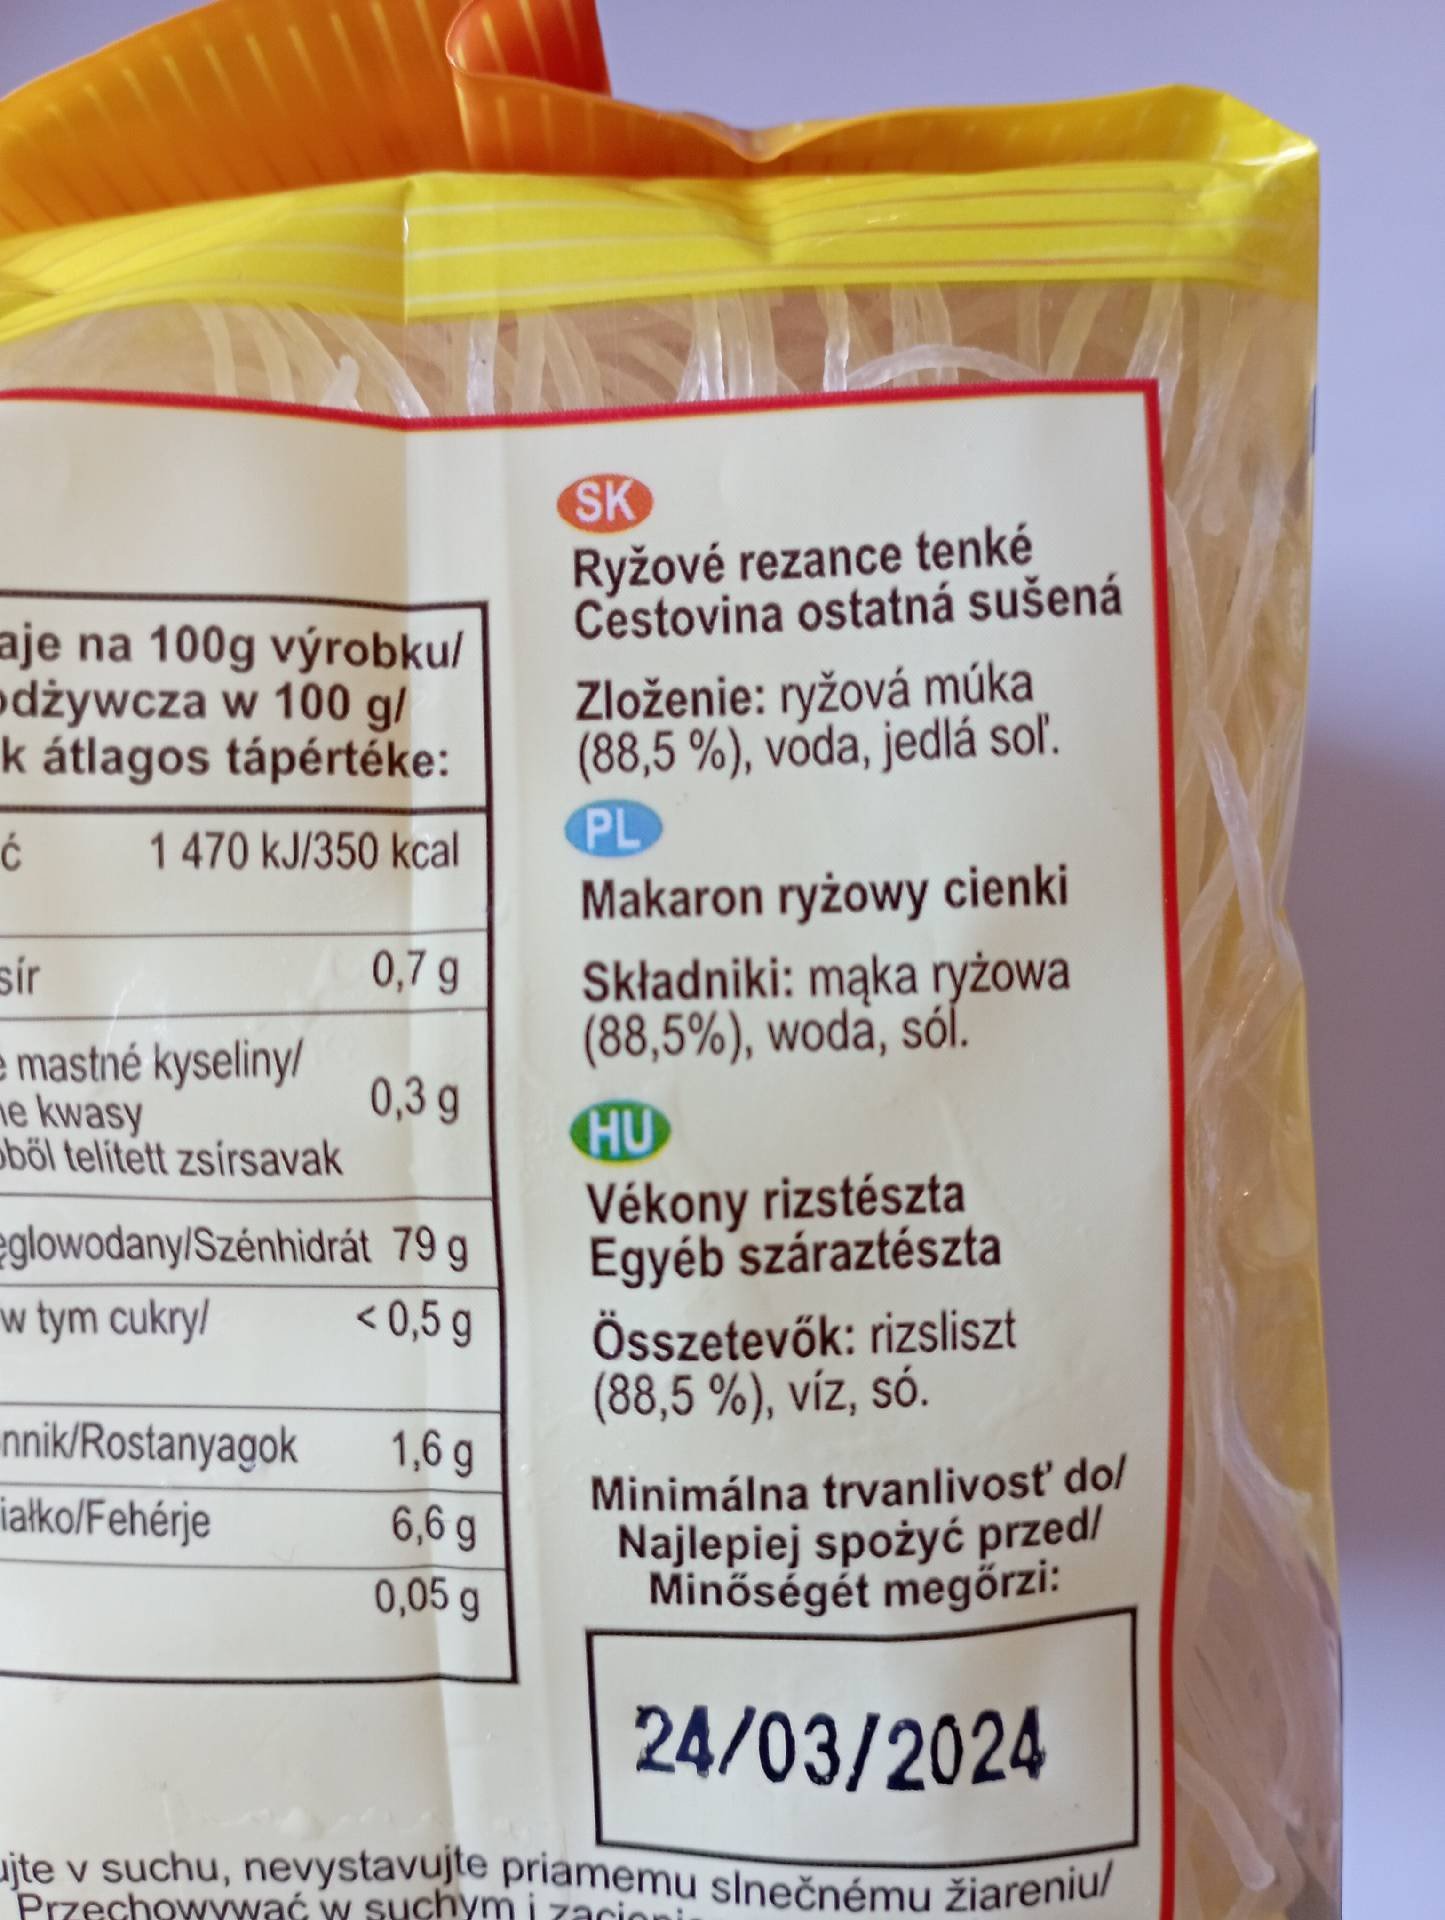 aje na 100g výrobku/
odżywcza w 100 g/
k átlagos tápértéke:
ć 1 470 kJ/350 kcal
sír 0,7 g
é mastné kyseliny/
ne kwasy 0,3 g
ből telített zsírsavak
ęglowodany/Szénhidrát 79 g
w tym cukry/ < 0,5 g
onnik/Rostanyagok 1,6 g
iałko/Fehérje 6,6 g
0,05 g
SK
Ryžové rezance tenké
Cestovina ostatná sušená
Zloženie: ryžová múka
(88,5 %), voda, jedlá soľ.
PL
Makaron ryżowy cienki
Składniki: mąka ryżowa
(88,5%), woda, sól.
HU
Vékony rizstészta
Egyéb száraztészta
Összetevők: rizsliszt
(88,5 %), víz, só.
Minimálna trvanlivosť do/
Najlepiej spożyć przed/
Minőségét megőrzi:
24/03/2024
ujte v suchu, nevystavujte priamemu slnečnému žiareniu/
Przechowywać w suchym i